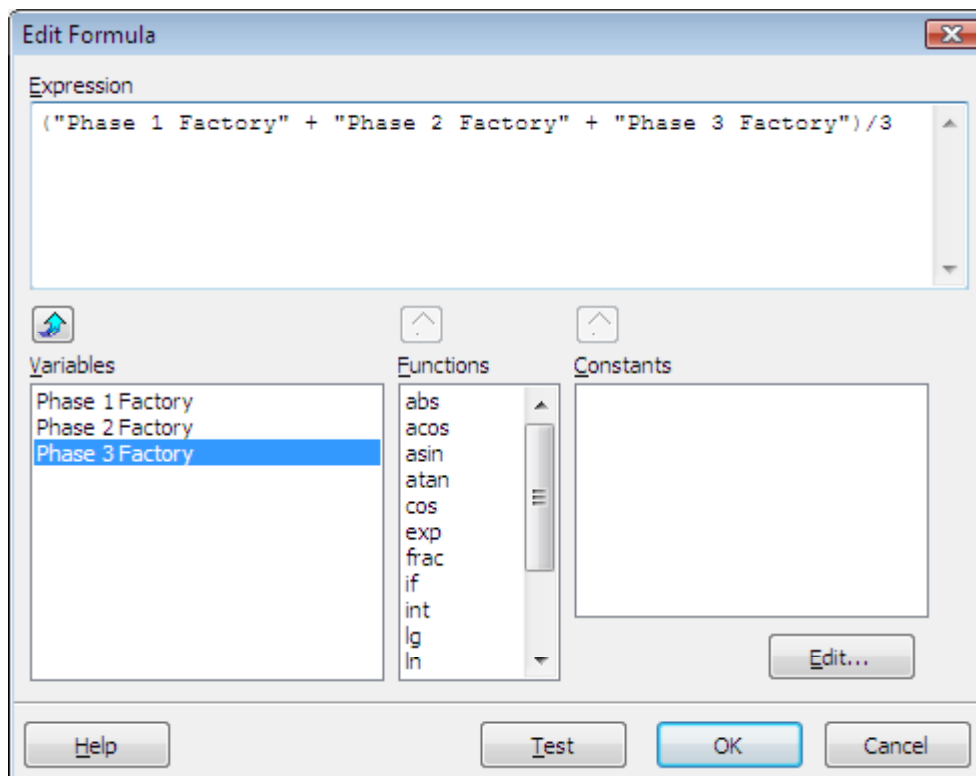 Edit Formula
Expression
("Phase 1 Factory" + "Phase 2 Factory" + "Phase 3 Factory")/3
Variables
Phase 1 Factory
Phase 2 Factory
Phase 3 Factory
Functions
abs
acos
asin
atan
cos
exp
frac
if
int
lg
ln
Constants
Edit...
Help
Test
OK
Cancel